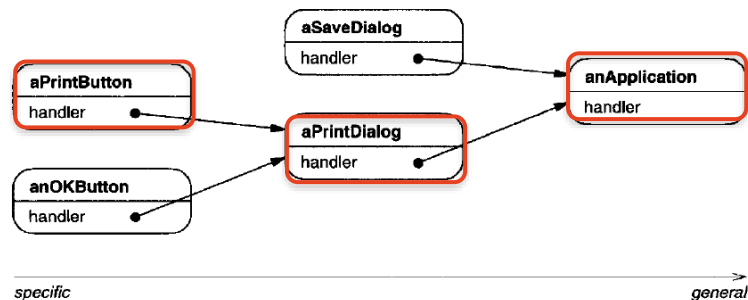 aSaveDialog
handler
aPrintButton
handler
anApplication
handler
aPrintDialog
handler
anOKButton
handler
specific
general